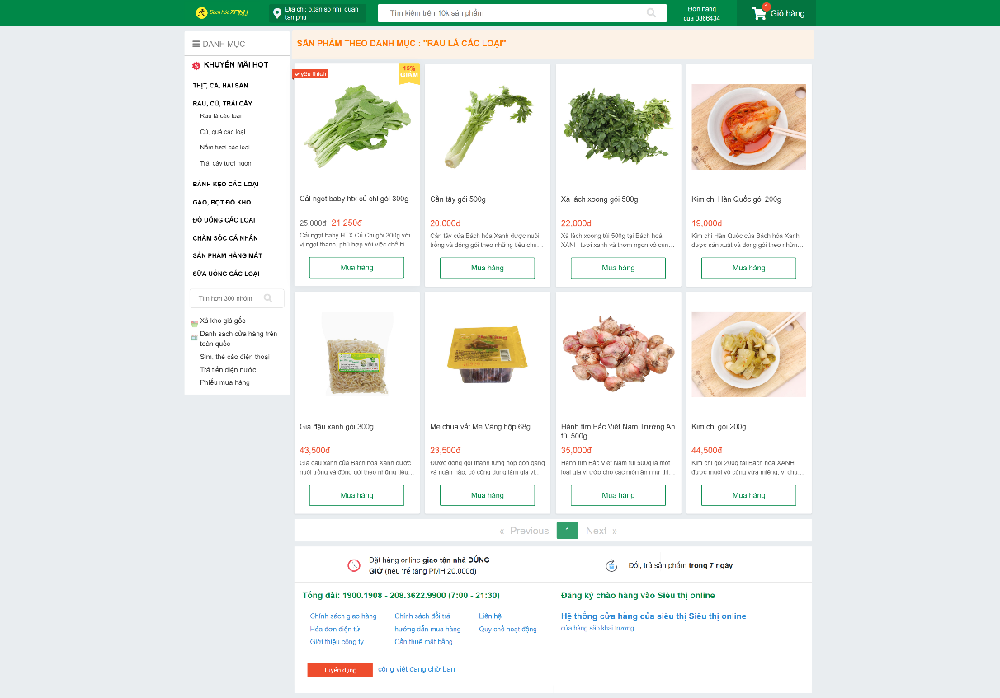 Bách hóa XANH
Địa chỉ: p.tan so nhi, quan
tan phu
Tìm kiếm trên 10k sản phẩm
Đơn hàng
của 0866434
1
Giỏ hàng
DANH MỤC
KHUYẾN MÃI HOT
THỊT, CÁ, HẢI SẢN
RAU, CỦ, TRÁI CÂY
Rau lá các loại
Củ, quả các loại
Nấm tươi các loại
Trái cây tươi ngon
BÁNH KẸO CÁC LOẠI
GẠO, BỘT ĐỒ KHÔ
ĐỒ UỐNG CÁC LOẠI
CHĂM SÓC CÁ NHÂN
SẢN PHẨM HÀNG MÁT
SỮA UỐNG CÁC LOẠI
Tìm hơn 300 nhóm
Xả kho giá gốc
Danh sách cửa hàng trên
toàn quốc
Sim, thẻ cào điện thoại
Trả tiền điện nước
Phiếu mua hàng
SẢN PHẨM THEO DANH MỤC : "RAU LÁ CÁC LOẠI"
yêu thích
15%
GIẢM
Cải ngọt baby htx củ chi gói 300g
25,000đ 21,250đ
Cải ngọt baby HTX Củ Chi gói 300g với
vị ngọt thanh, phù hợp với việc chế bi...
Mua hàng
Cần tây gói 500g
20,000đ
Cần tây của Bách hóa Xanh được nuôi
trồng và đóng gói theo những tiêu chu...
Mua hàng
Xà lách xoong gói 500g
22,000đ
Xà lách xoong túi 500g tại Bách hoá
XANH tươi xanh và thơm ngon vô cùn...
Mua hàng
Kim chi Hàn Quốc gói 200g
19,000đ
Kim chi Hàn Quốc của Bách hóa Xanh
được sản xuất và đóng gói theo nhữn...
Mua hàng
Giá đậu xanh gói 300g
43,500đ
Giá đậu xanh của Bách hóa Xanh được
nuôi trồng và đóng gói theo những tiêu...
Mua hàng
Me chua vắt Me Vàng hộp 68g
23,500đ
Được đóng gói thành từng hộp gọn gàng
và ngăn nắp, có công dụng làm gia vị...
Mua hàng
Hành tím Bắc Việt Nam Trường An
túi 500g
35,000đ
Hành tím Bắc Việt Nam túi 500g là một
loại gia vị ướp cho các món ăn như thị...
Mua hàng
Kim chi gói 200g
44,500đ
Kim chi gói 200g tại Bách hoá XANH
được muối vô cùng vừa miệng, vị chu...
Mua hàng
« Previous 1 Next »
Đặt hàng online giao tận nhà ĐÚNG
GIỜ (nếu trễ tặng PMH 20.000đ)
Đổi, trả sản phẩm trong 7 ngày
Tổng đài: 1900.1908 - 208.3622.9900 (7:00 - 21:30)
Chính sách giao hàng
Chính sách đổi trả
Liên hệ
Hóa đơn điện tử
hướng dẫn mua hàng
Quy chế hoạt động
Giới thiệu công ty
Cần thuê mặt bằng
Tuyển dụng
công việt đang chờ bạn
Đăng ký chào hàng vào Siêu thị online
Hệ thống cửa hàng của siêu thị Siêu thị online
cửa hàng sắp khai trương